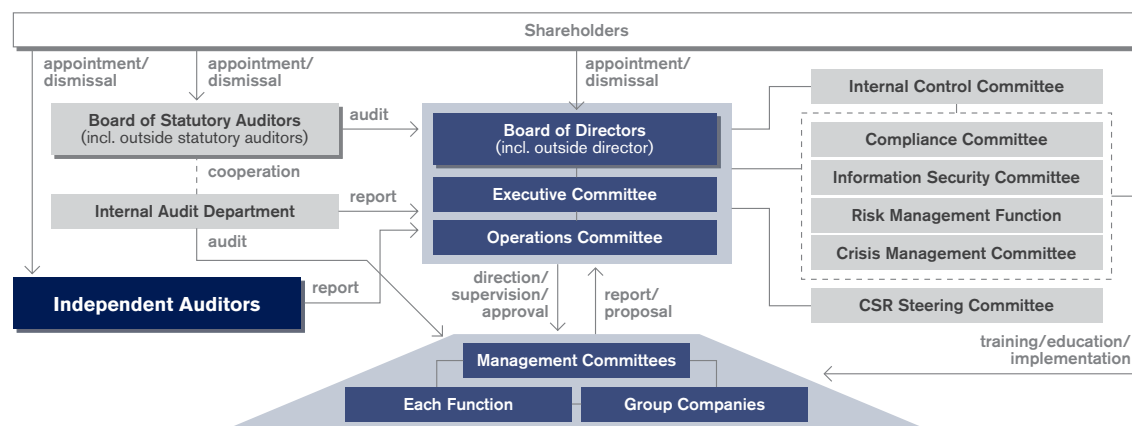 Shareholders
appointment/
dismissal
appointment/
dismissal
appointment/
dismissal
Board of Statutory Auditors
(incl. outside statutory auditors)
audit
Board of Directors
(incl. outside director)
Internal Control Committee
Compliance Committee
cooperation
Executive Committee
Information Security Committee
Internal Audit Department
report
Operations Committee
Risk Management Function
audit
Crisis Management Committee
Independent Auditors
report
direction/
supervision/
approval
report/
proposal
CSR Steering Committee
training/education/
implementation
Management Committees
Each Function
Group Companies